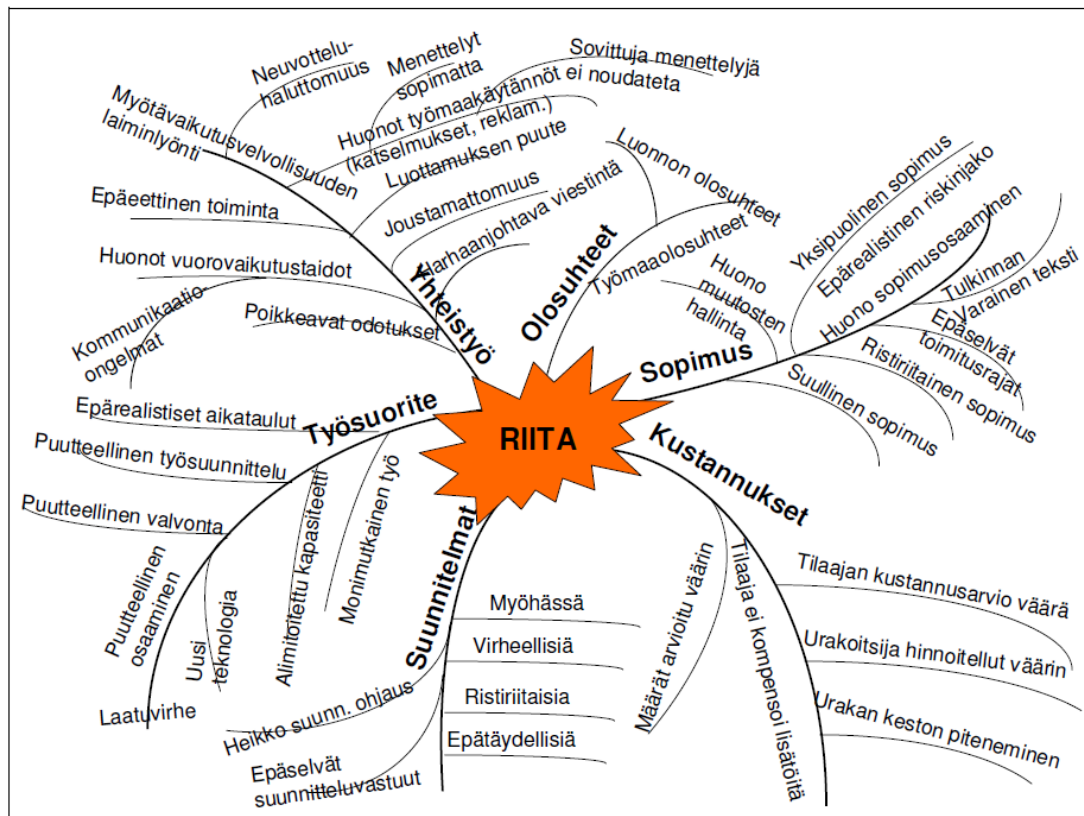 RIITA
Yhteistyö
Neuvottelu-
haluttomuus
Menettelyt
sopimatta
Sovittuja menettelyjä
ei noudateta
Myötävaikutusvelvollisuuden
laiminlyönti
Huonot työmaakäytännöt
(katselmukset, reklam.)
Luottamuksen puute
Epäeettinen toiminta
Joustamattomuus
Harhaanjohtava viestintä
Huonot vuorovaikutustaidot
Kommunikaatio-
ongelmat
Poikkeavat odotukset
Olosuhteet
Luonnon olosuhteet
Työmaaolosuhteet
Sopimus
Huono
muutosten
hallinta
Yksipuolinen sopimus
Epärealistinen riskinjako
Huono sopimusosaaminen
Tulkinnan
Varainen teksti
Epäselvät
toimitusrajat
Ristiriitainen sopimus
Suullinen sopimus
Kustannukset
Määrät arvioitu väärin
Tilaaja ei kompensoi lisätöitä
Tilaajan kustannusarvio väärä
Urakoitsija hinnoitellut väärin
Urakan keston piteneminen
Suunnitelmat
Myöhässä
Virheellisiä
Ristiriitaisia
Epätäydellisiä
Heikko suunn. ohjaus
Epäselvät
suunnitteluvastuut
Työsuorite
Epärealistiset aikataulut
Puutteellinen työsuunnittelu
Puutteellinen valvonta
Puutteellinen
osaaminen
Uusi
teknologia
Alimitoitettu kapasiteetti
Monimutkainen työ
Laatuvirhe